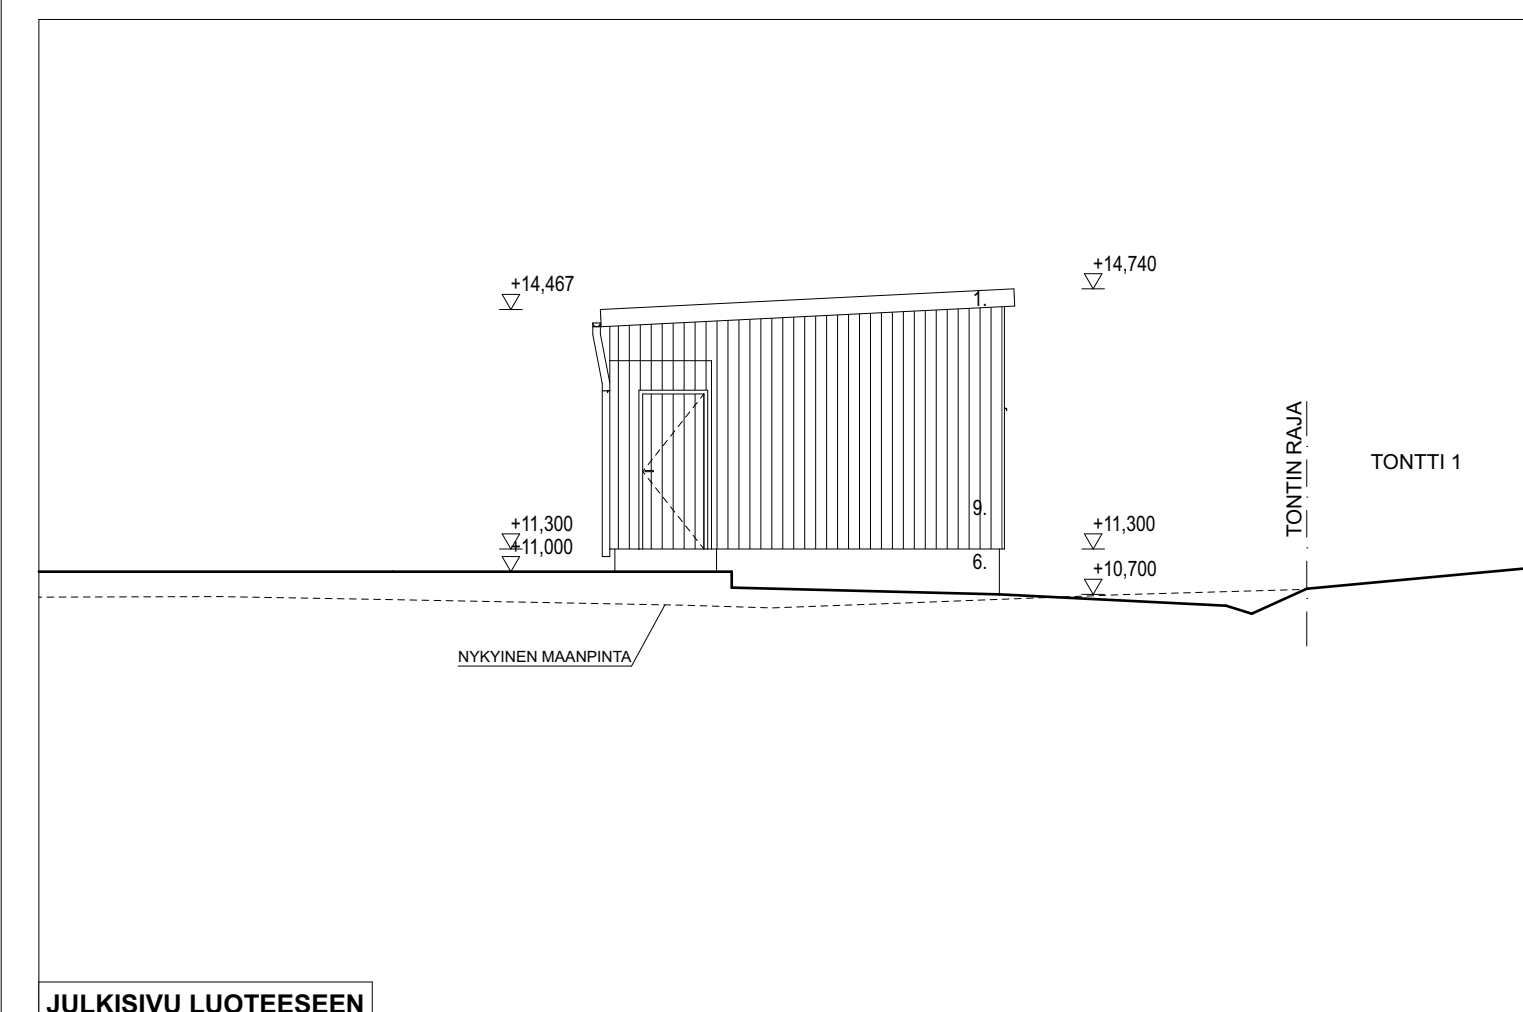 +14,740
+14,467
1.
TONTIN RAJA
TONTTI 1
9.
+11,300
+11,300
+11,000
6.
+10,700
NYKYINEN MAANPINTA
JULKISIVU LUOTEESEEN